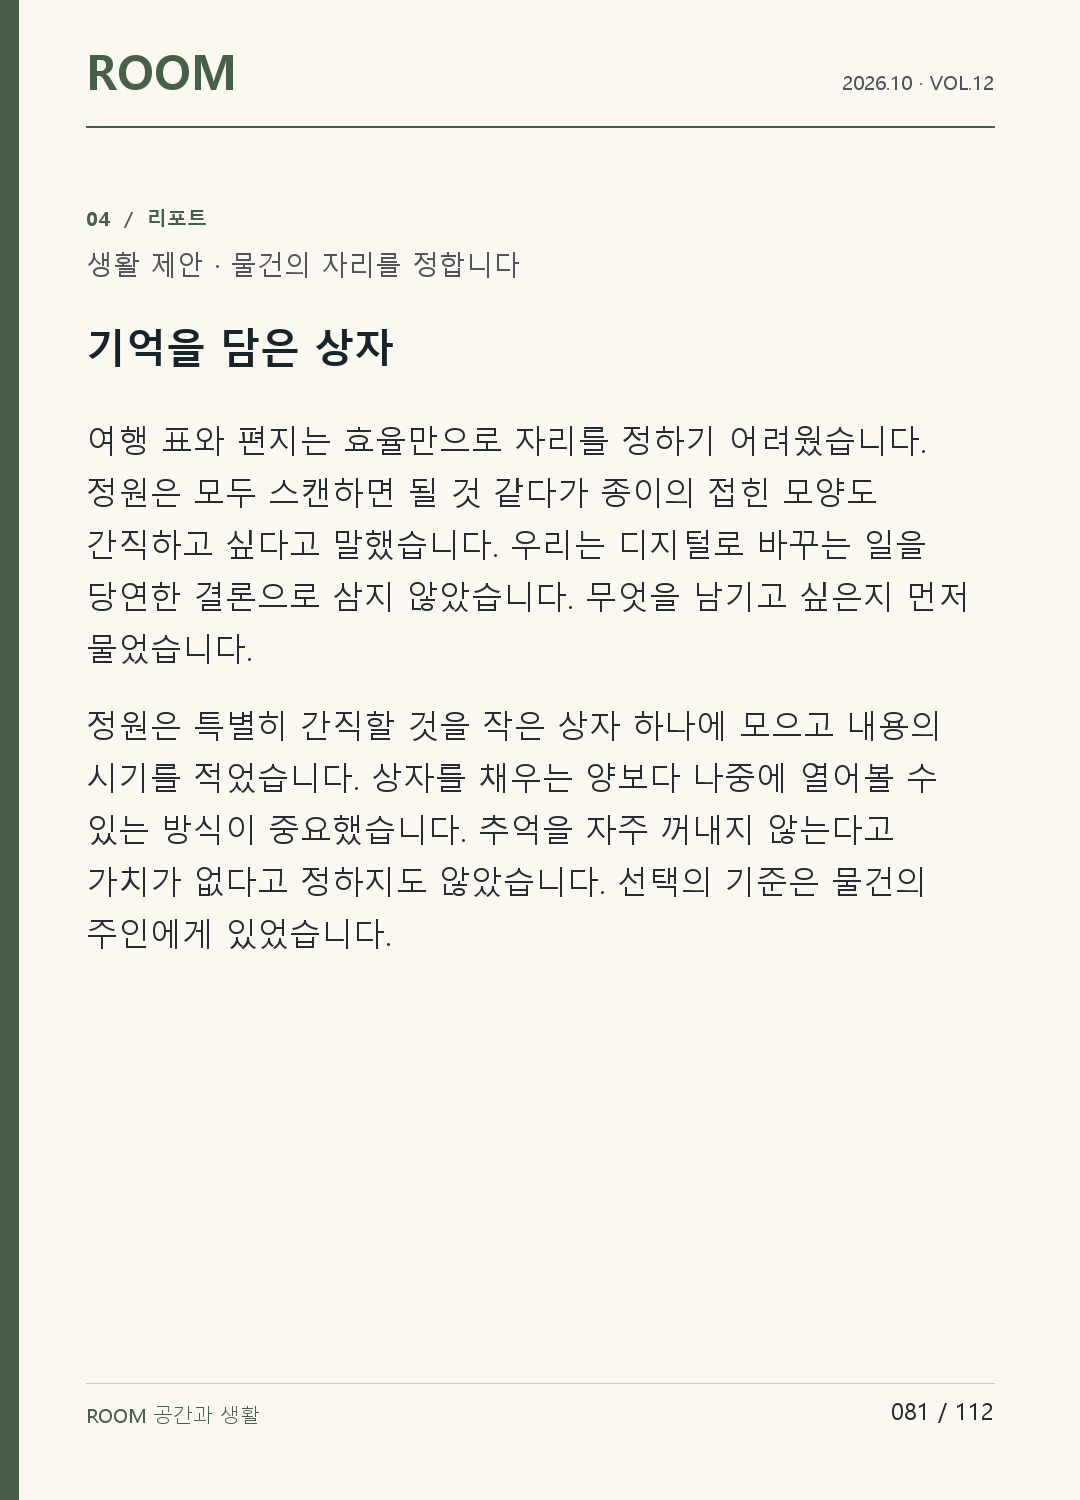 ROOM
2026.10 · VOL.12
04 / 리포트
생활 제안 · 물건의 자리를 정합니다
기억을 담은 상자
여행 표와 편지는 효율만으로 자리를 정하기 어려웠습니다.
정원은 모두 스캔하면 될 것 같다가 종이의 접힌 모양도
간직하고 싶다고 말했습니다. 우리는 디지털로 바꾸는 일을
당연한 결론으로 삼지 않았습니다. 무엇을 남기고 싶은지 먼저
물었습니다.
정원은 특별히 간직할 것을 작은 상자 하나에 모으고 내용의
시기를 적었습니다. 상자를 채우는 양보다 나중에 열어볼 수
있는 방식이 중요했습니다. 추억을 자주 꺼내지 않는다고
가치가 없다고 정하지도 않았습니다. 선택의 기준은 물건의
주인에게 있었습니다.
ROOM 공간과 생활
081 / 112